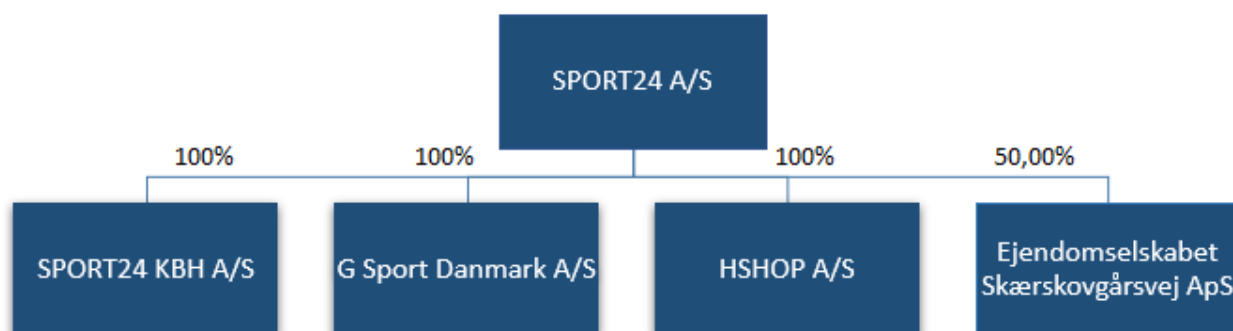 SPORT24 A/S
100%
100%
100%
50,00%
SPORT24 KBH A/S
G Sport Danmark A/S
HSHOP A/S
Ejendomselskabet
Skærskovgårsvej ApS